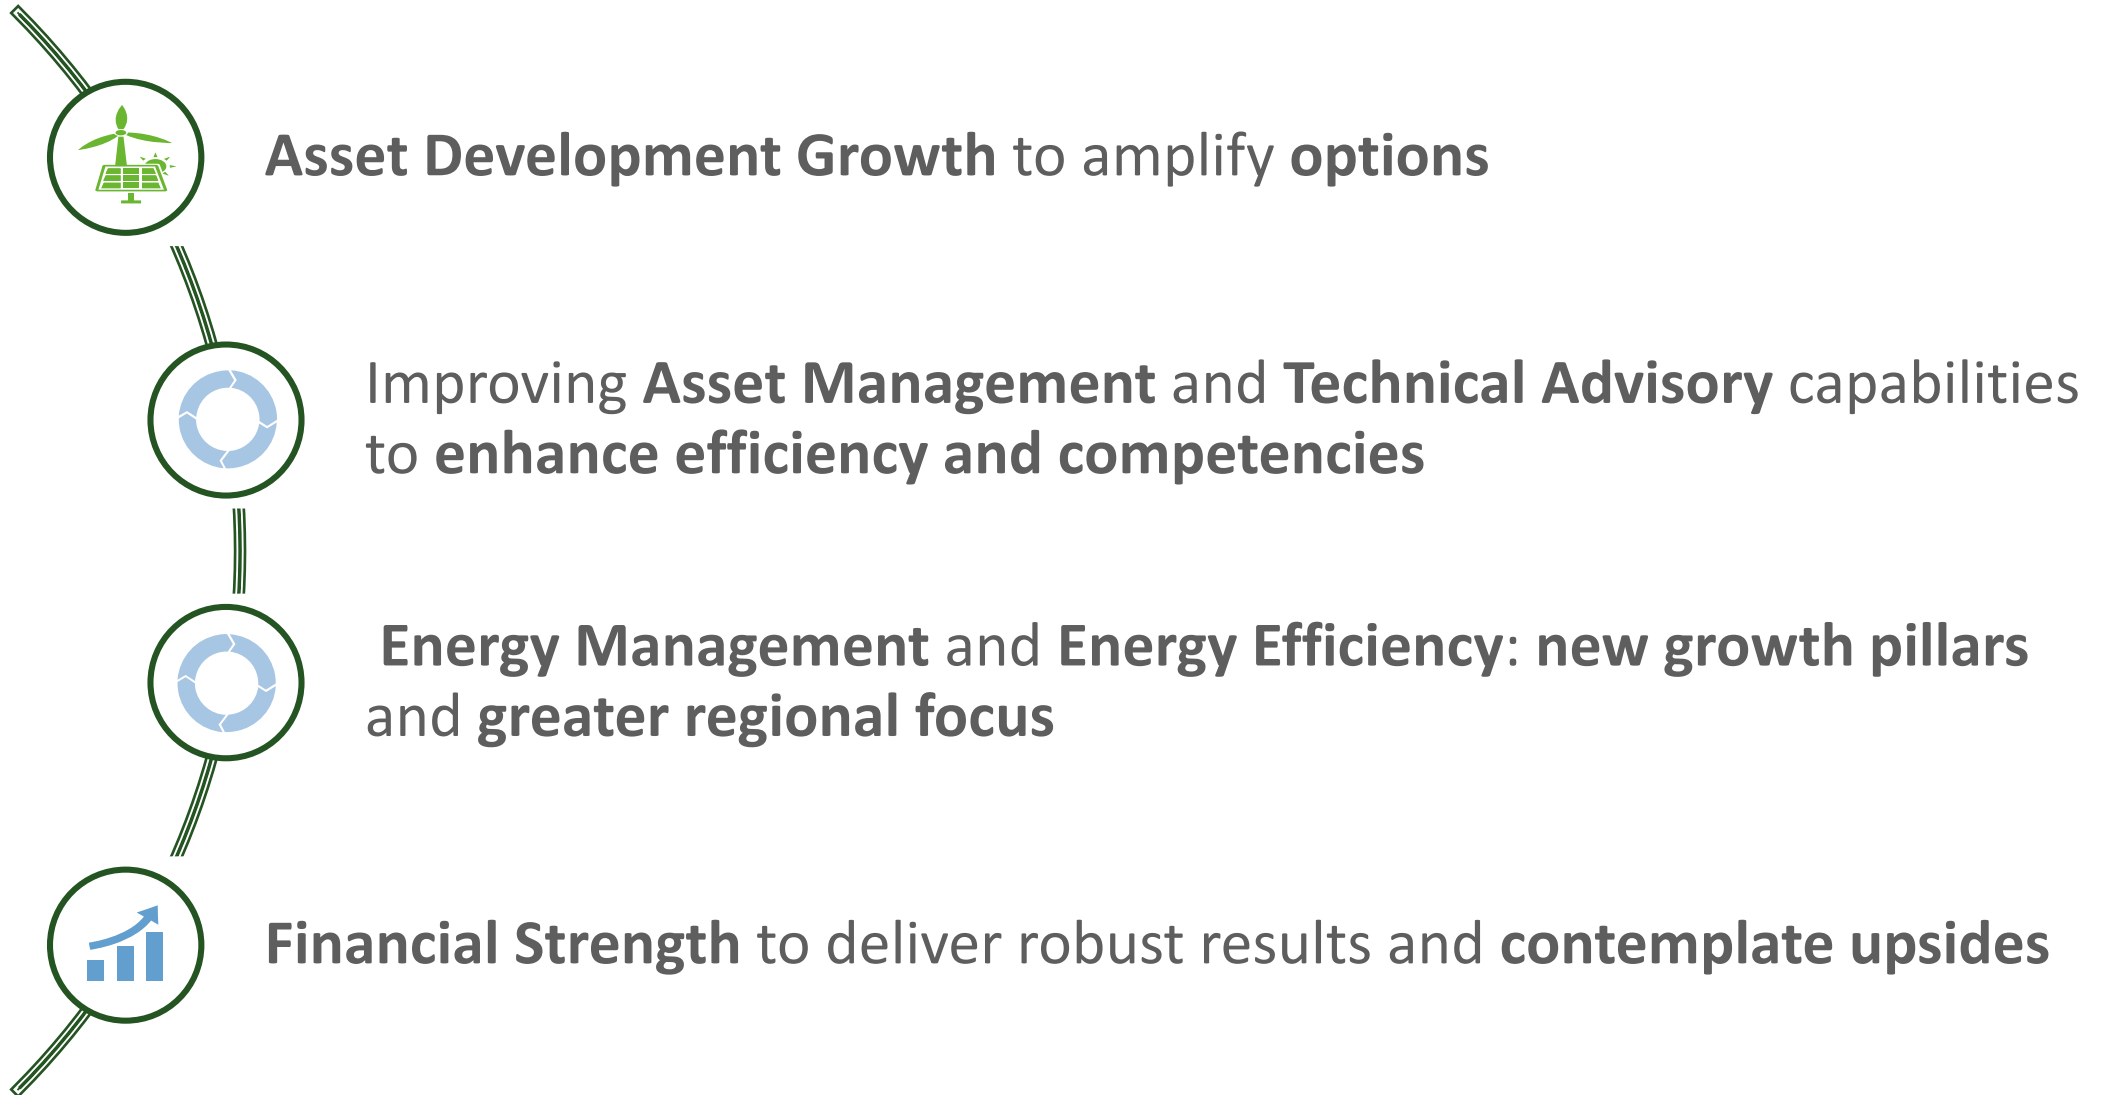 Asset Development Growth to amplify options
Improving Asset Management and Technical Advisory capabilities
to enhance efficiency and competencies
Energy Management and Energy Efficiency: new growth pillars
and greater regional focus
Financial Strength to deliver robust results and contemplate upsides